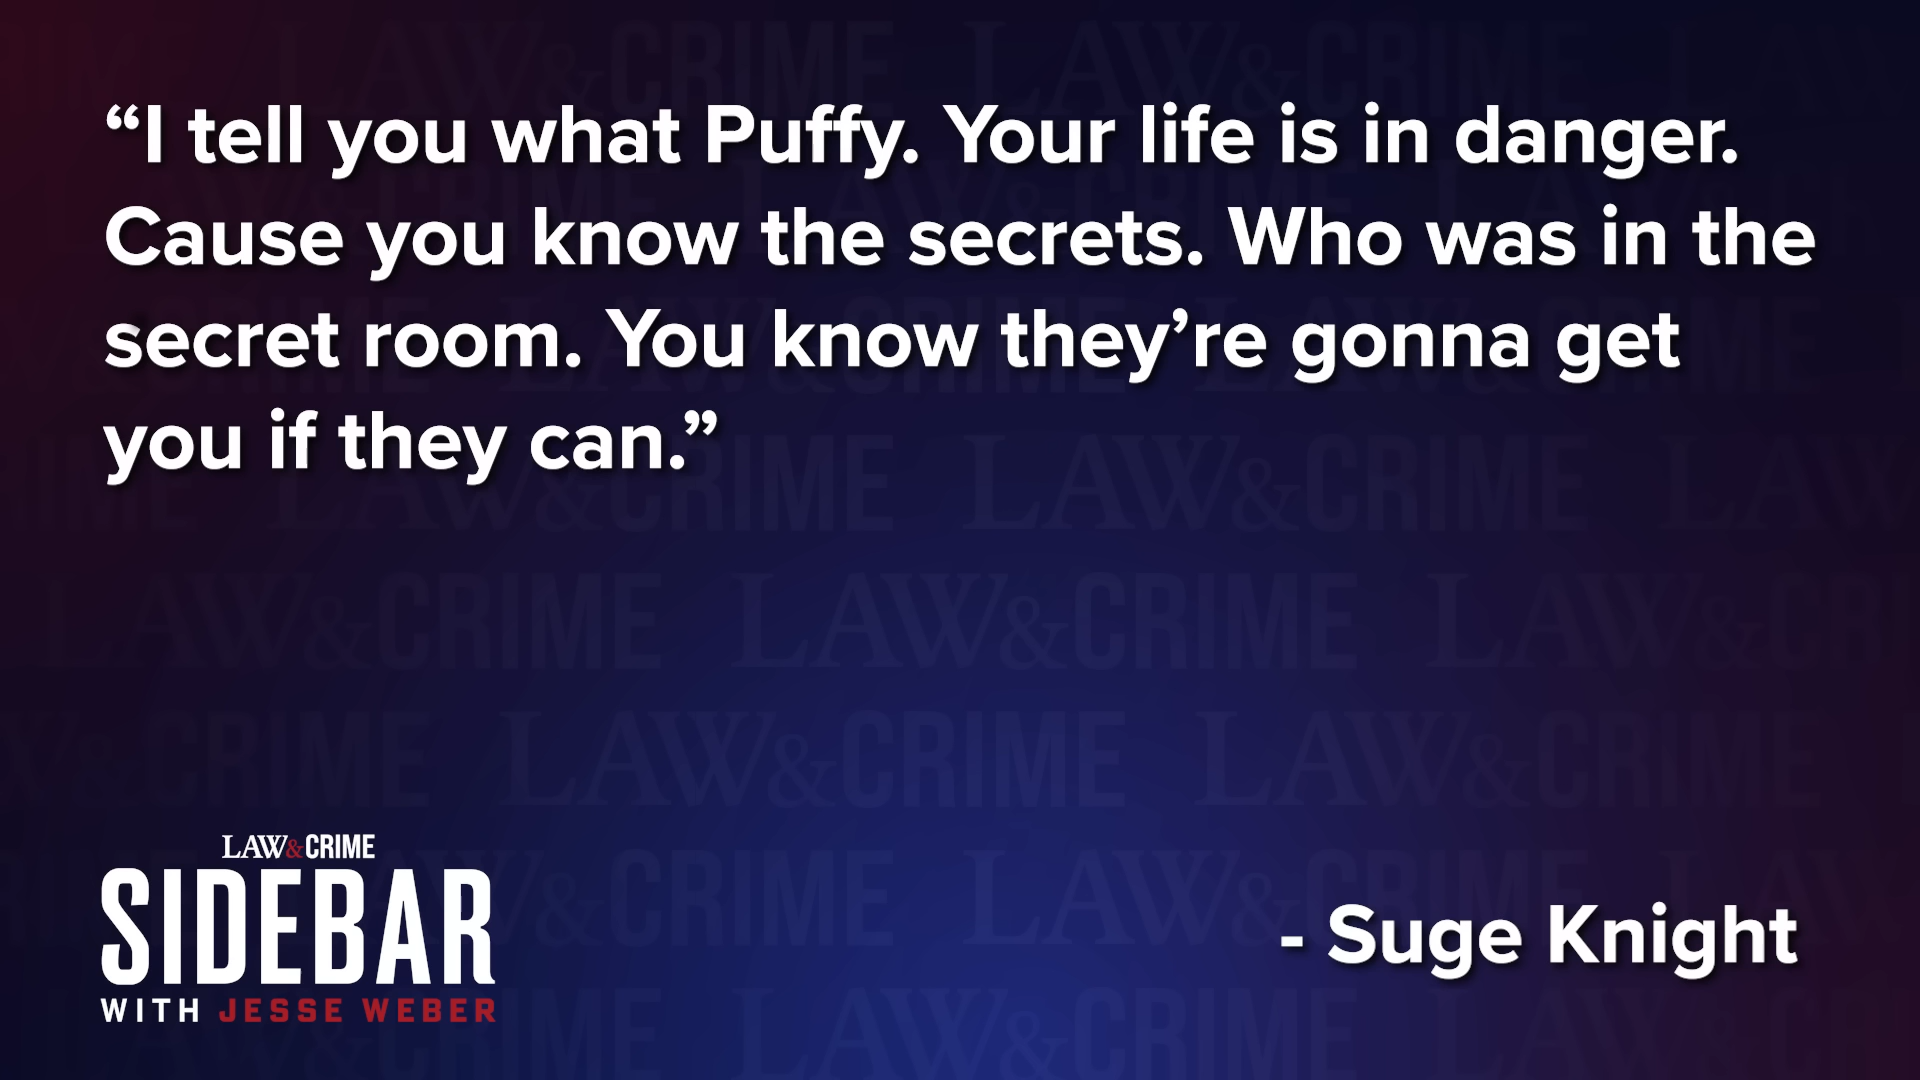 “I tell you what Puffy. Your life is in danger.
Cause you know the secrets. Who was in the
secret room. You know they’re gonna get
you if they can.”
LAW&CRIME
SIDEBAR
WITH JESSE WEBER
- Suge Knight